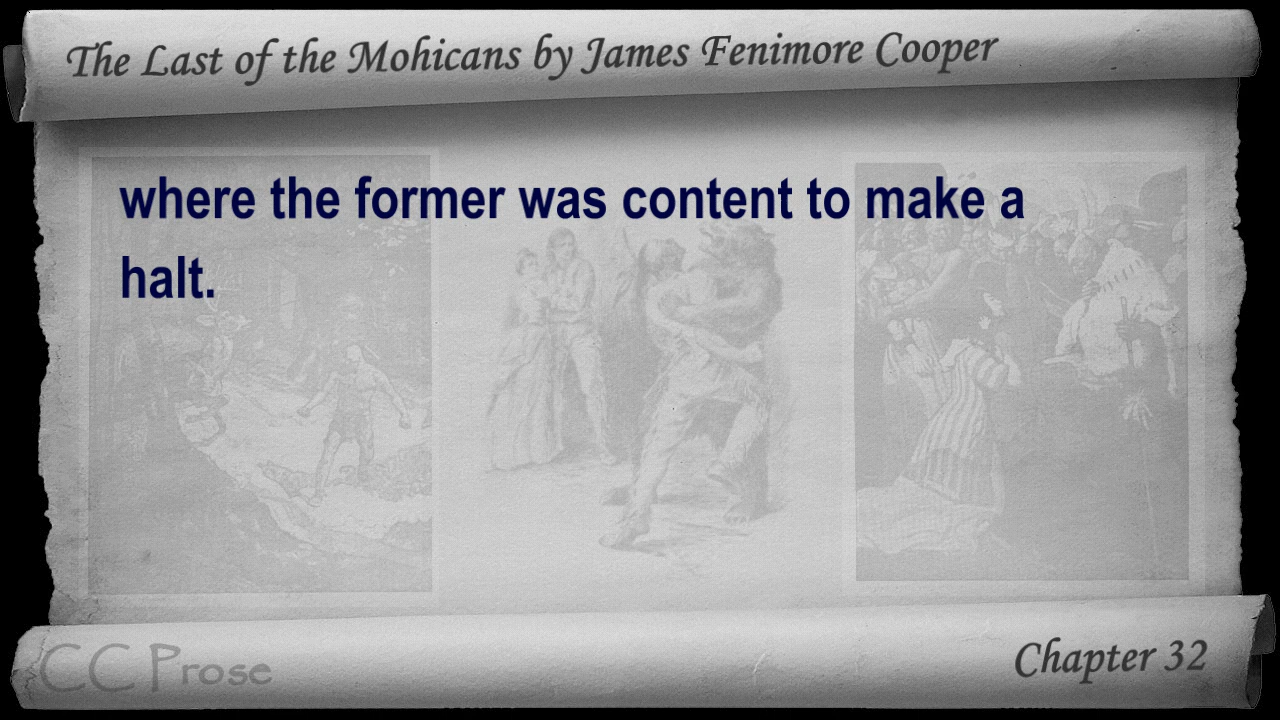 The Last of the Mohicans by James Fenimore Cooper
where the former was content to make a
halt.
CC Prose
Chapter 32